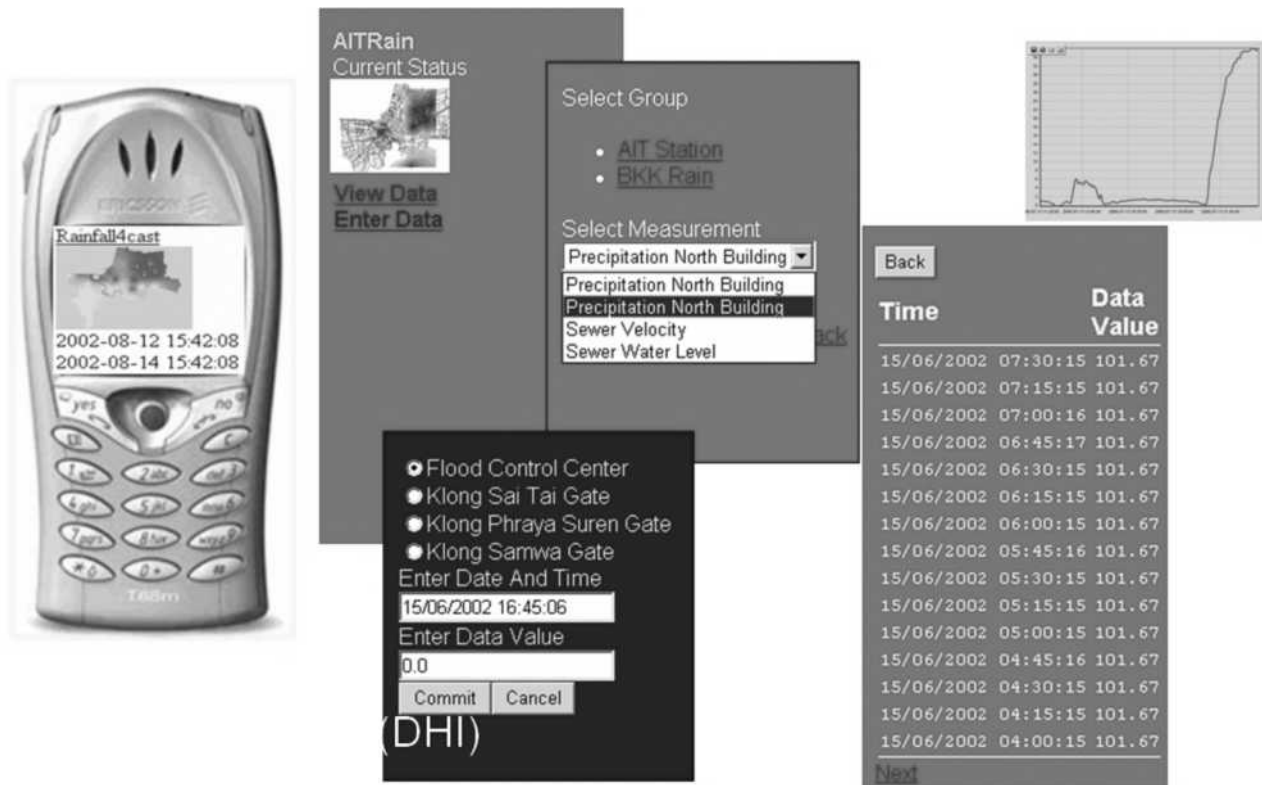 ERICSSON
Rainfall4cast
2002-08-12 15:42:08
2002-08-14 15:42:08
yes
no
C
T68m
AITRain
Current Status
View Data
Enter Data
Select Group
AIT Station
BKK Rain
Select Measurement
Precipitation North Building
Precipitation North Building
Precipitation North Building
Sewer Velocity
Sewer Water Level
Flood Control Center
Klong Sai Tai Gate
Klong Phraya Suren Gate
Klong Samwa Gate
Enter Date And Time
15/06/2002 16:45:06
Enter Data Value
0.0
Commit Cancel
(DHI)
Back
Time Data Value
15/06/2002 07:30:15 101.67
15/06/2002 07:15:15 101.67
15/06/2002 07:00:16 101.67
15/06/2002 06:45:17 101.67
15/06/2002 06:30:15 101.67
15/06/2002 06:15:15 101.67
15/06/2002 06:00:15 101.67
15/06/2002 05:45:16 101.67
15/06/2002 05:30:15 101.67
15/06/2002 05:15:15 101.67
15/06/2002 05:00:15 101.67
15/06/2002 04:45:16 101.67
15/06/2002 04:30:15 101.67
15/06/2002 04:15:15 101.67
15/06/2002 04:00:15 101.67
Next